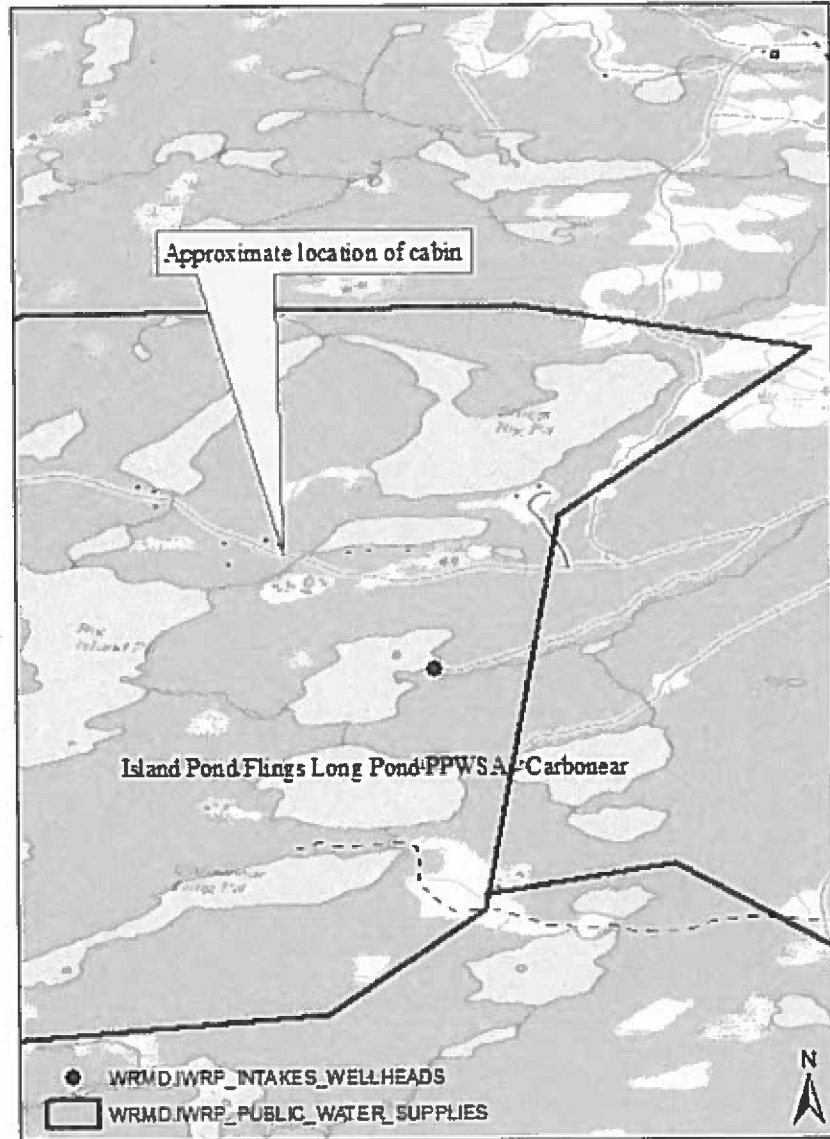 Approximate location of cabin
Island Pond/Flings Long Pond PPWSA - Carbonear
WRMD.IWRP_INTAKES_WELLHEADS
WRMD.IWRP_PUBLIC_WATER_SUPPLIES
N